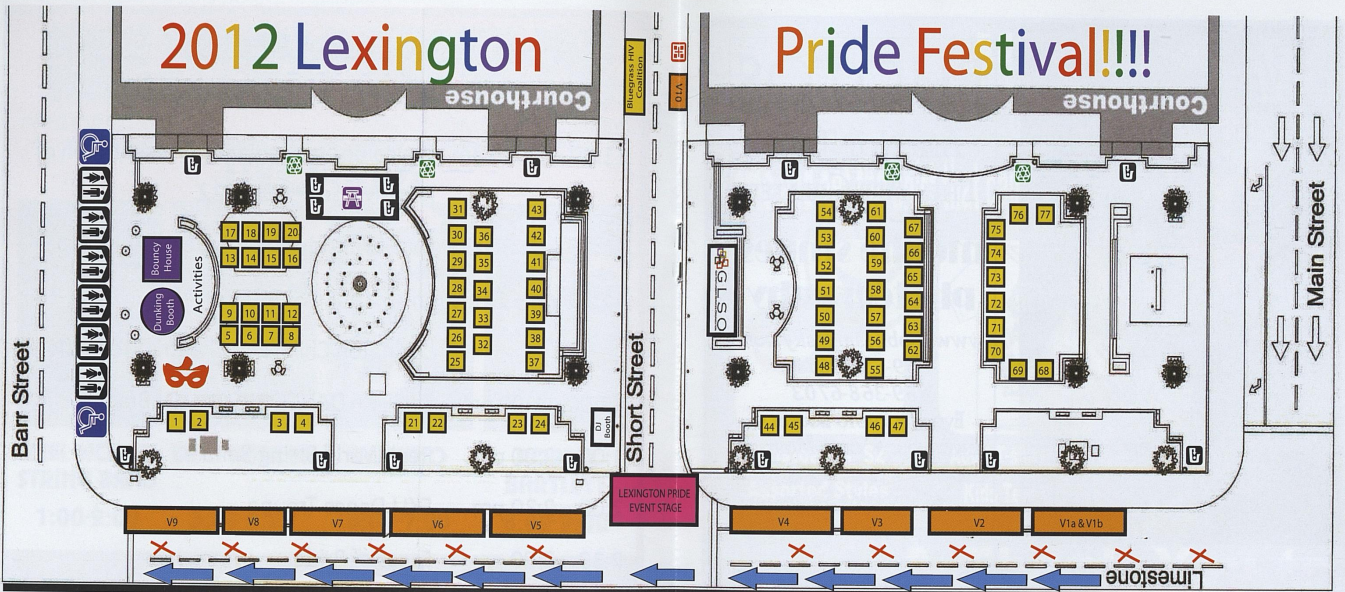 2012 Lexington
Pride Festival!!!!
Courthouse
Courthouse
Bluegrass HIV
Coalition
V10
Barr Street
Short Street
Main Street
Limestone
Bouncy
House
Dunking
Booth
Activities
17 18 19 20
13 14 15 16
9 10 11 12
5 6 7 8
1 2 3 4
31
30
29
28
27
26
25
36
35
34
33
32
43
42
41
40
39
38
37
21 22 23 24
DJ
Booth
GLSO
54
53
52
51
50
49
48
61
60
59
58
57
56
55
67
66
65
64
63
62
76 77
75
74
73
72
71
70
69 68
44 45 46 47
LEXINGTON PRIDE
EVENT STAGE
V9 V8 V7 V6 V5
V4 V3 V2 V1a & V1b